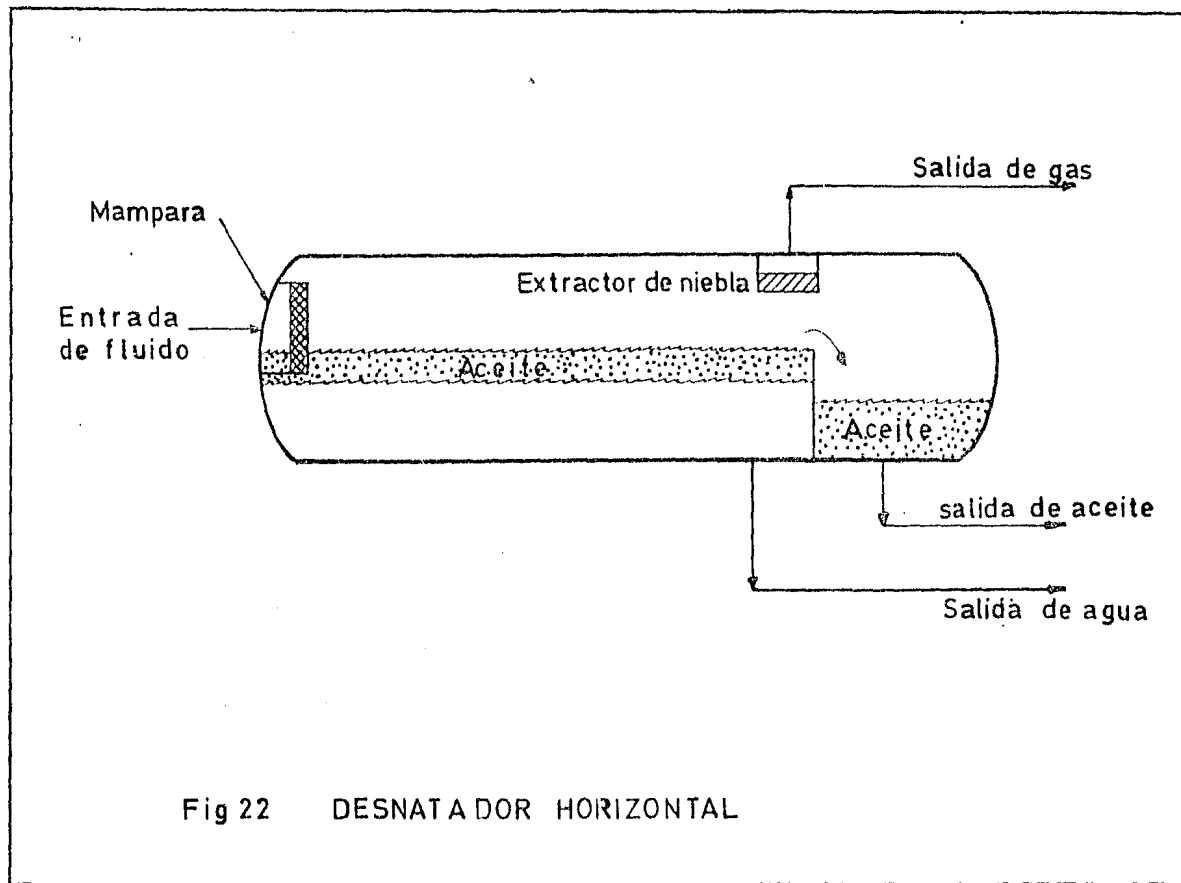 Salida de gas
Mampara
Extractor de niebla
Entrada
de fluido
Aceite
Aceite
salida de aceite
Salida de agua
Fig 22 DESNATADOR HORIZONTAL